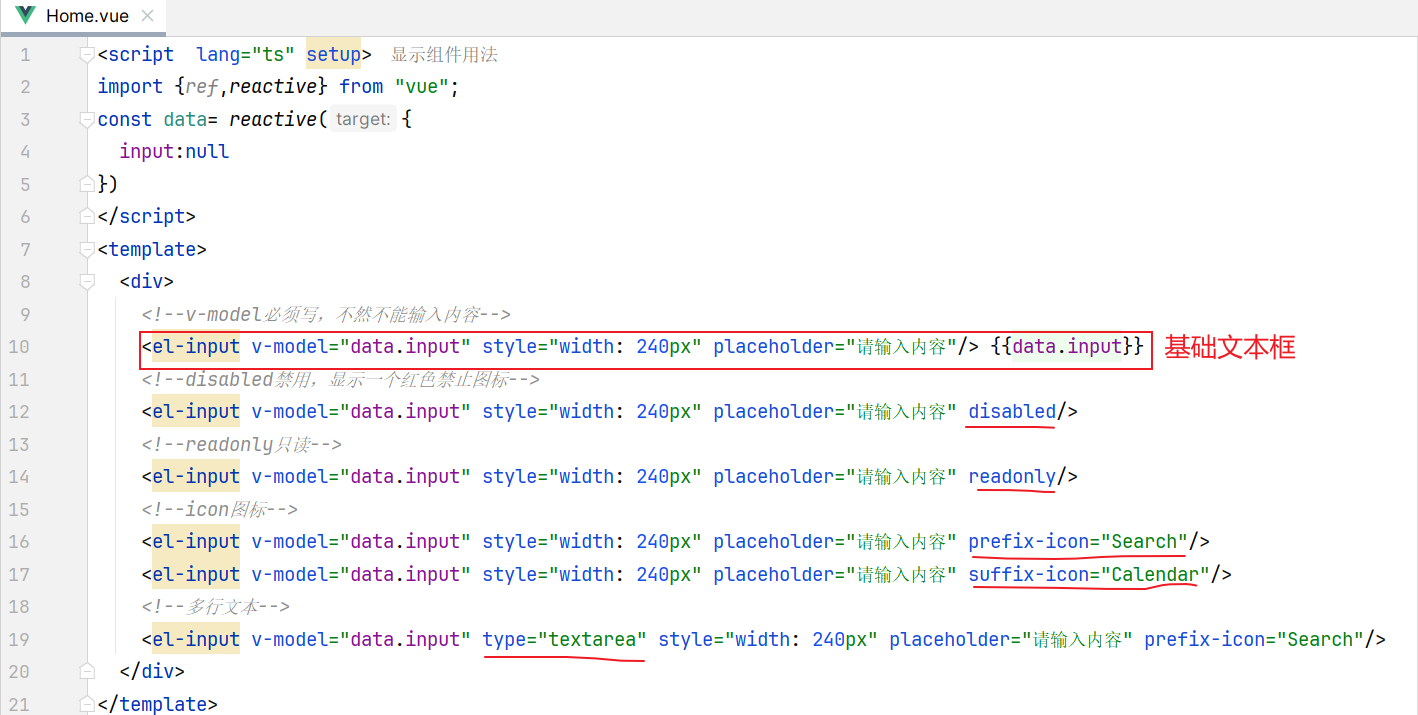 Home.vue
1 <script  lang="ts" setup>  显示组件用法
2 import {ref,reactive} from "vue";
3 const data= reactive( target: {
4   input:null
5 })
6 </script>
7 <template>
8   <div>
9     <!--v-model必须写，不然不能输入内容-->
10     <el-input v-model="data.input" style="width: 240px" placeholder="请输入内容"/> {{data.input}} 基础文本框
11     <!--disabled禁用，显示一个红色禁止图标-->
12     <el-input v-model="data.input" style="width: 240px" placeholder="请输入内容" disabled/>
13     <!--readonly只读-->
14     <el-input v-model="data.input" style="width: 240px" placeholder="请输入内容" readonly/>
15     <!--icon图标-->
16     <el-input v-model="data.input" style="width: 240px" placeholder="请输入内容" prefix-icon="Search"/>
17     <el-input v-model="data.input" style="width: 240px" placeholder="请输入内容" suffix-icon="Calendar"/>
18     <!--多行文本-->
19     <el-input v-model="data.input" type="textarea" style="width: 240px" placeholder="请输入内容" prefix-icon="Search"/>
20   </div>
21 </template>